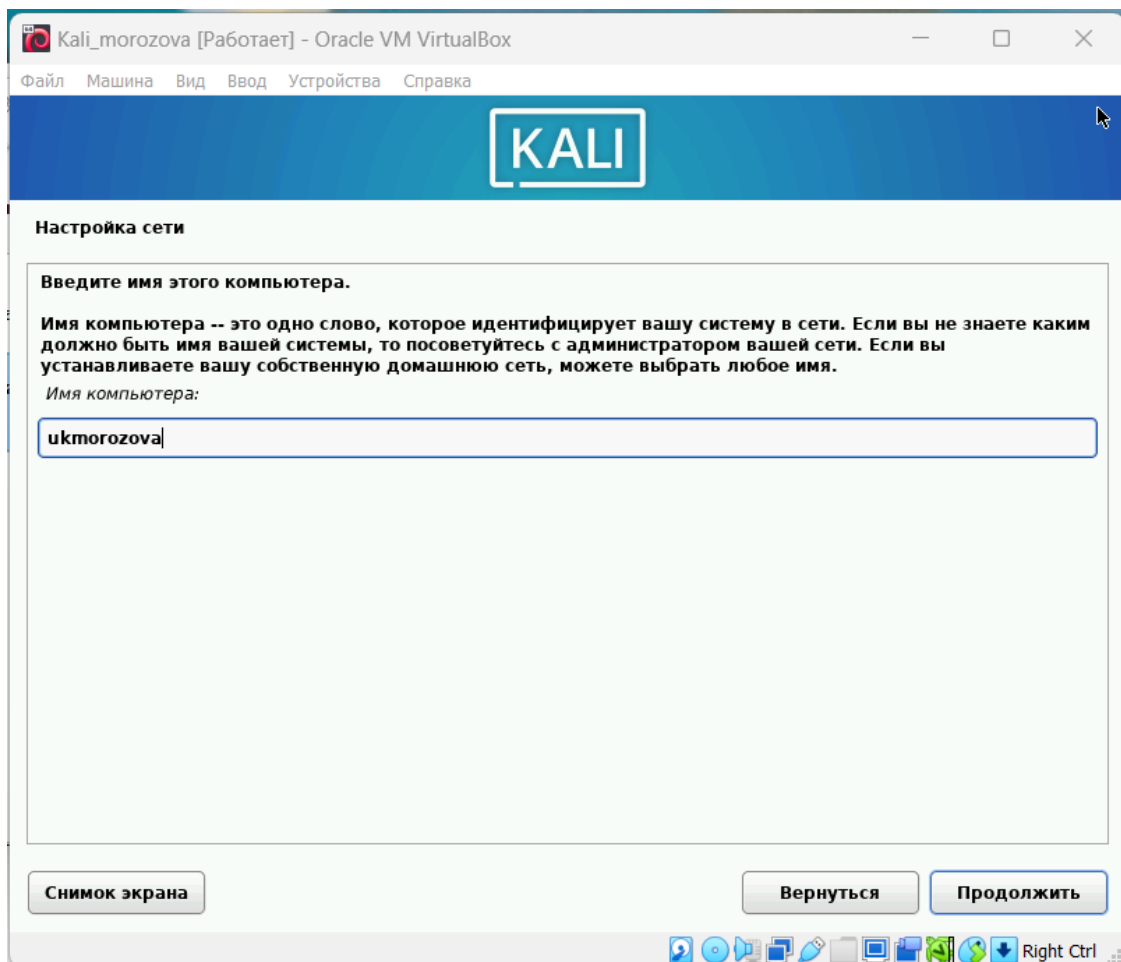 Kali_morozova [Работает] - Oracle VM VirtualBox
Файл Машина Вид Ввод Устройства Справка
KALI
Настройка сети
Введите имя этого компьютера.
Имя компьютера -- это одно слово, которое идентифицирует вашу систему в сети. Если вы не знаете каким
должно быть имя вашей системы, то посоветуйтесь с администратором вашей сети. Если вы
устанавливаете вашу собственную домашнюю сеть, можете выбрать любое имя.
Имя компьютера:
ukmorozova
Снимок экрана Вернуться Продолжить
Right Ctrl